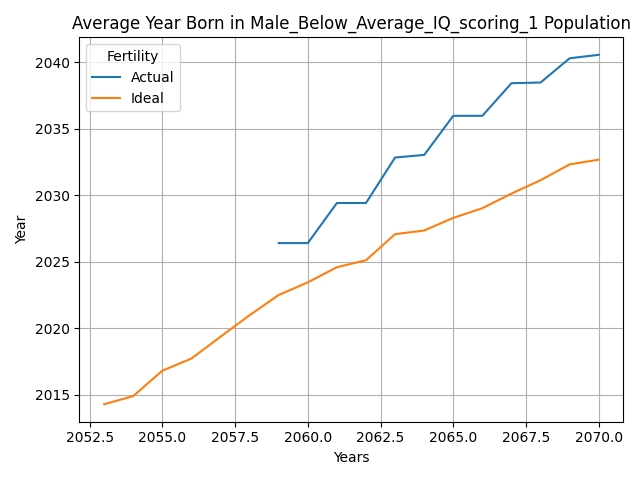 Average Year Born in Male_Below_Average_IQ_scoring_1 Population
Fertility
Actual
Ideal
2040
2035
2030
2025
2020
2015
Year
2052.5 2055.0 2057.5 2060.0 2062.5 2065.0 2067.5 2070.0
Years